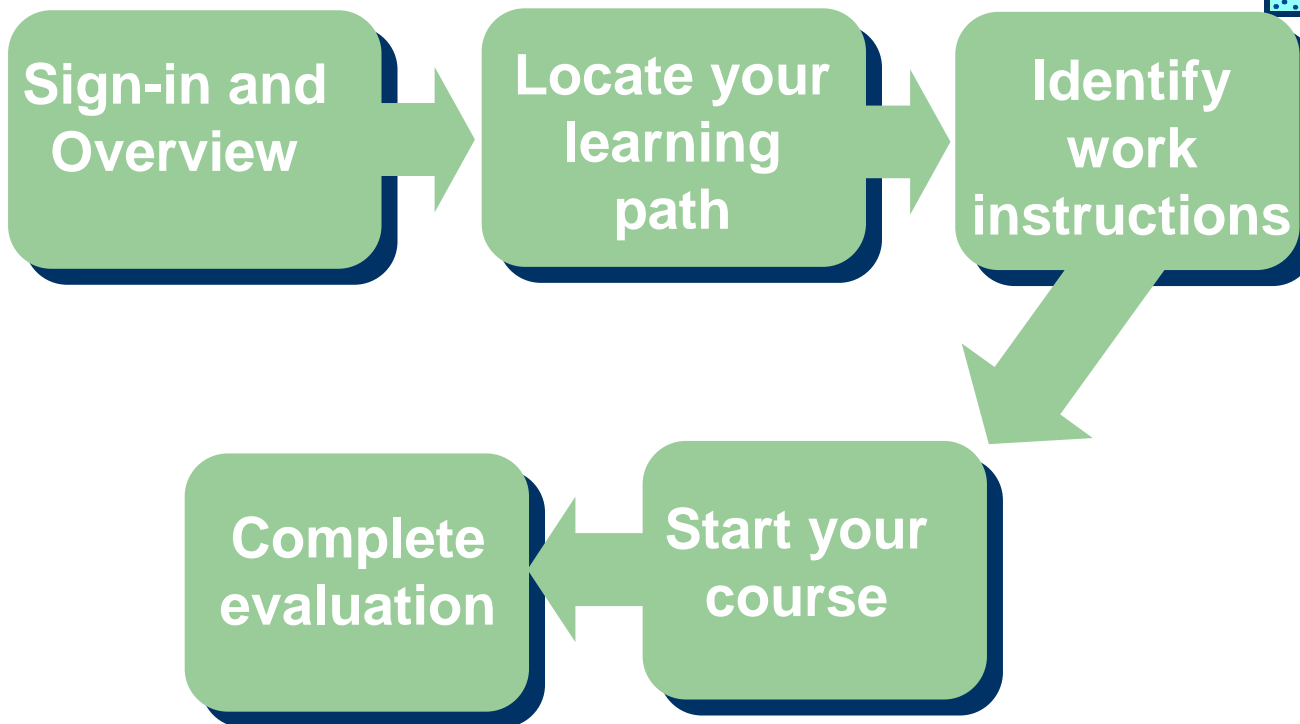 Sign-in and
Overview
Locate your
learning
path
Identify
work
instructions
Start your
course
Complete
evaluation